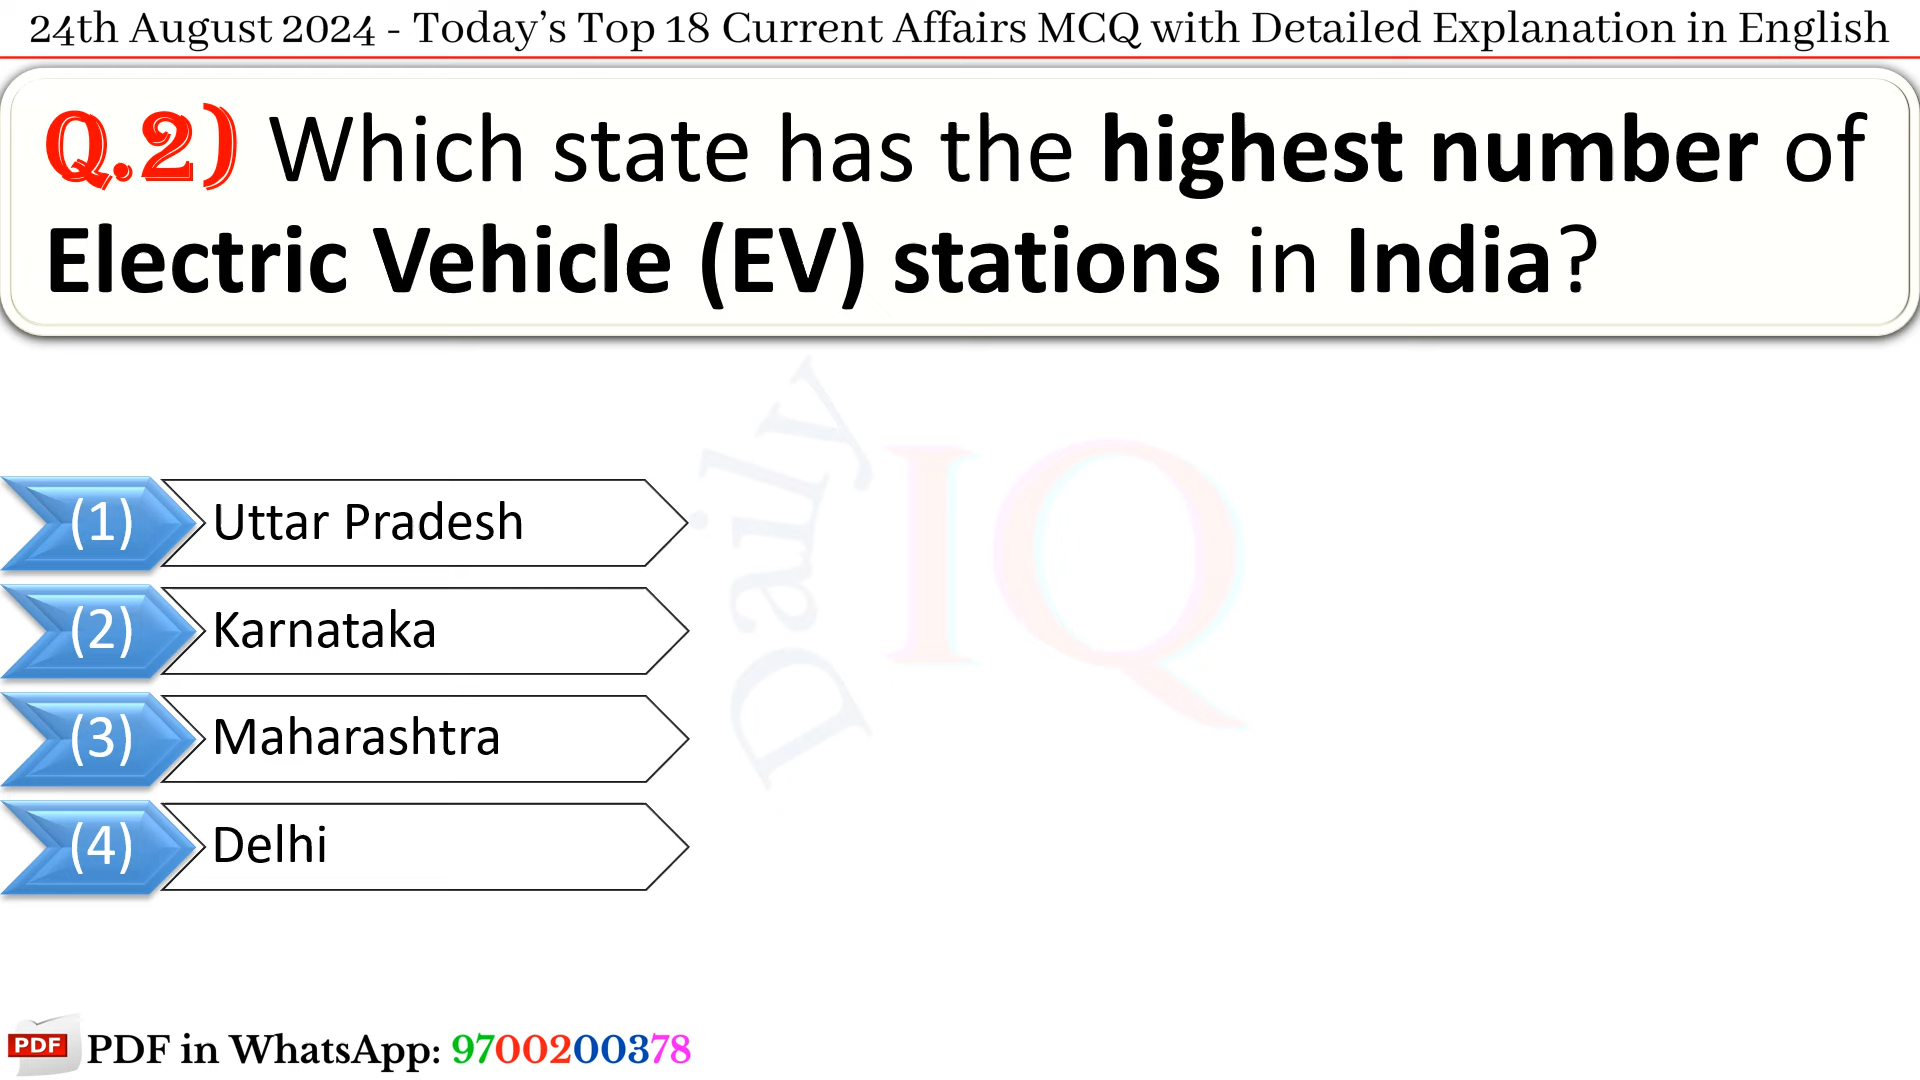 24th August 2024 - Today’s Top 18 Current Affairs MCQ with Detailed Explanation in English
Q.2) Which state has the highest number of
Electric Vehicle (EV) stations in India?
Daily IQ
(1) Uttar Pradesh
(2) Karnataka
(3) Maharashtra
(4) Delhi
PDF PDF in WhatsApp: 9700200378